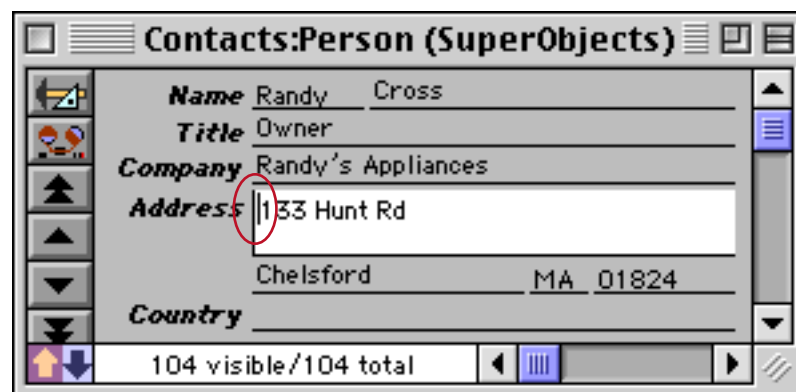 Contacts:Person (SuperObjects)
Name Randy Cross
Title Owner
Company Randy's Appliances
Address 133 Hunt Rd
Chelsford MA 01824
Country
104 visible/104 total